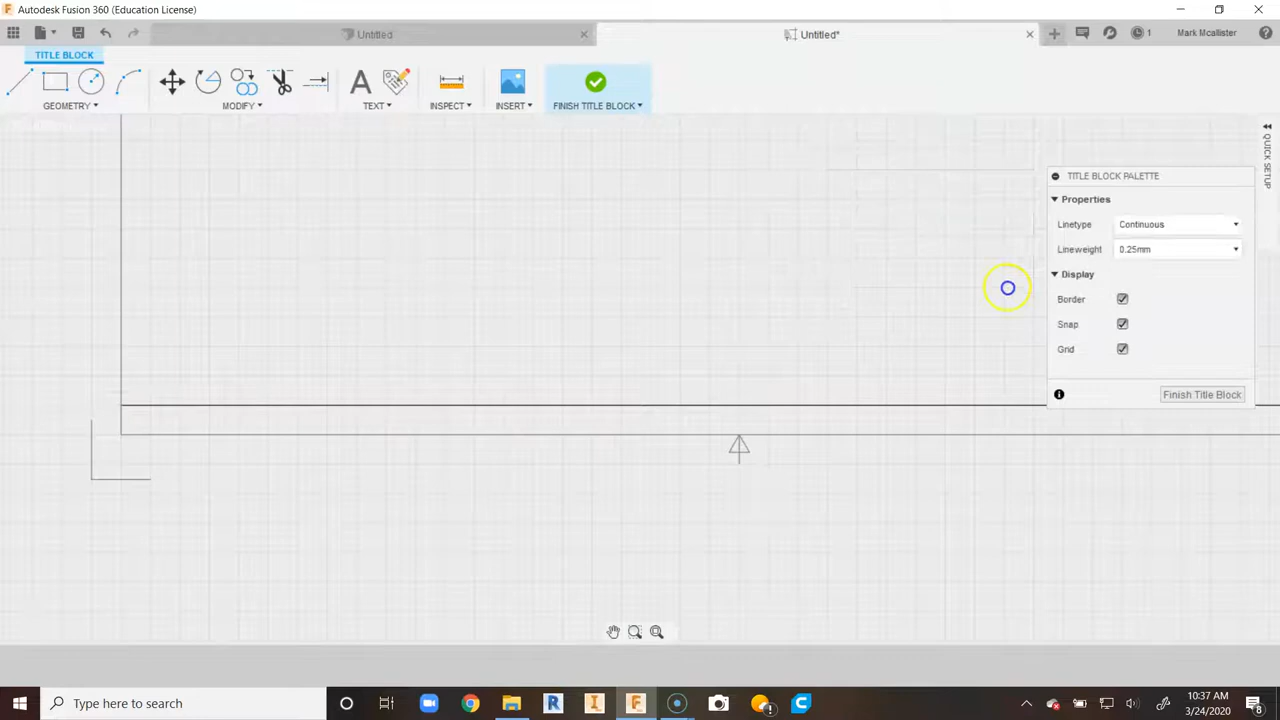 Autodesk Fusion 360 (Education License)
Untitled
Untitled*
1
Mark Mcallister
TITLE BLOCK
GEOMETRY
MODIFY
TEXT
INSPECT
INSERT
FINISH TITLE BLOCK
QUICK SETUP
TITLE BLOCK PALETTE
Properties
Linetype Continuous
Lineweight 0.25mm
Display
Border
Snap
Grid
Finish Title Block
Type here to search
10:37 AM
3/24/2020
8